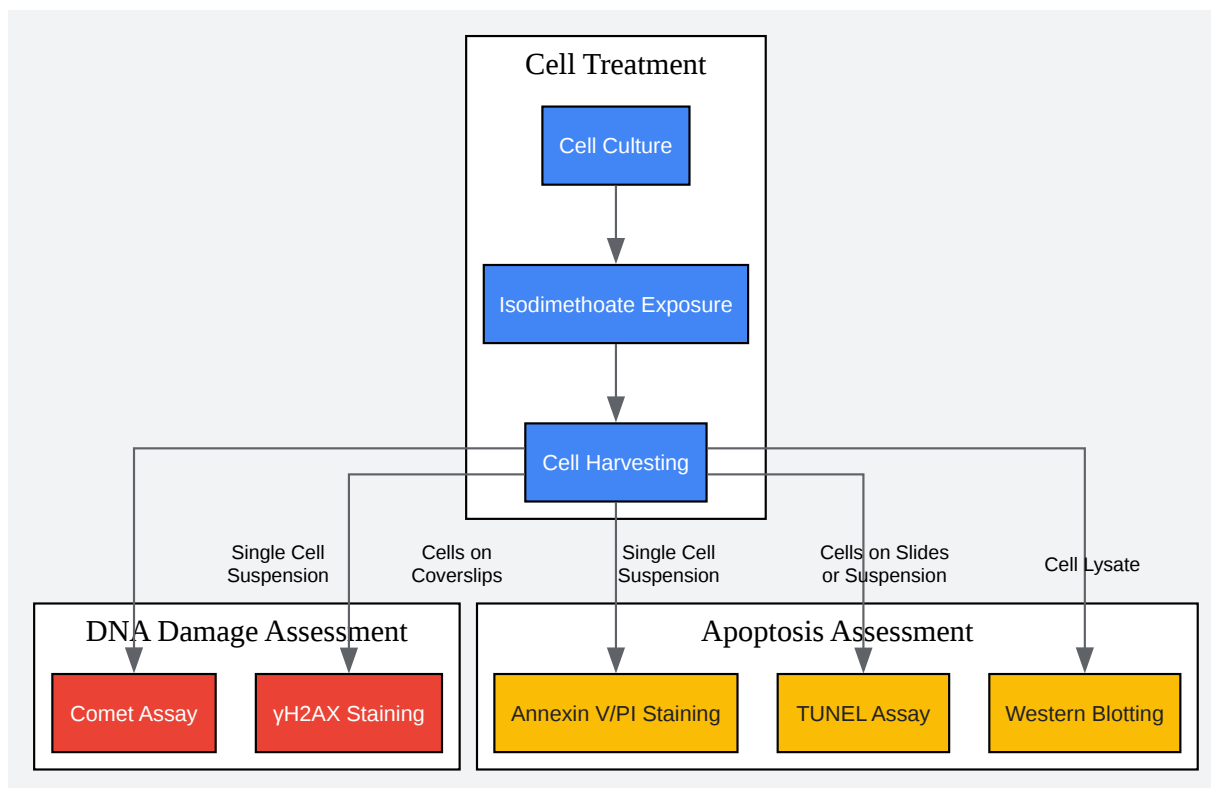 Cell Treatment
Cell Culture
Isodimethoate Exposure
Cell Harvesting
Single Cell
Suspension
Cells on
Coverslips
Single Cell
Suspension
Cells on Slides
or Suspension
Cell Lysate
DNA Damage Assessment
Apoptosis Assessment
Comet Assay
γH2AX Staining
Annexin V/PI Staining
TUNEL Assay
Western Blotting